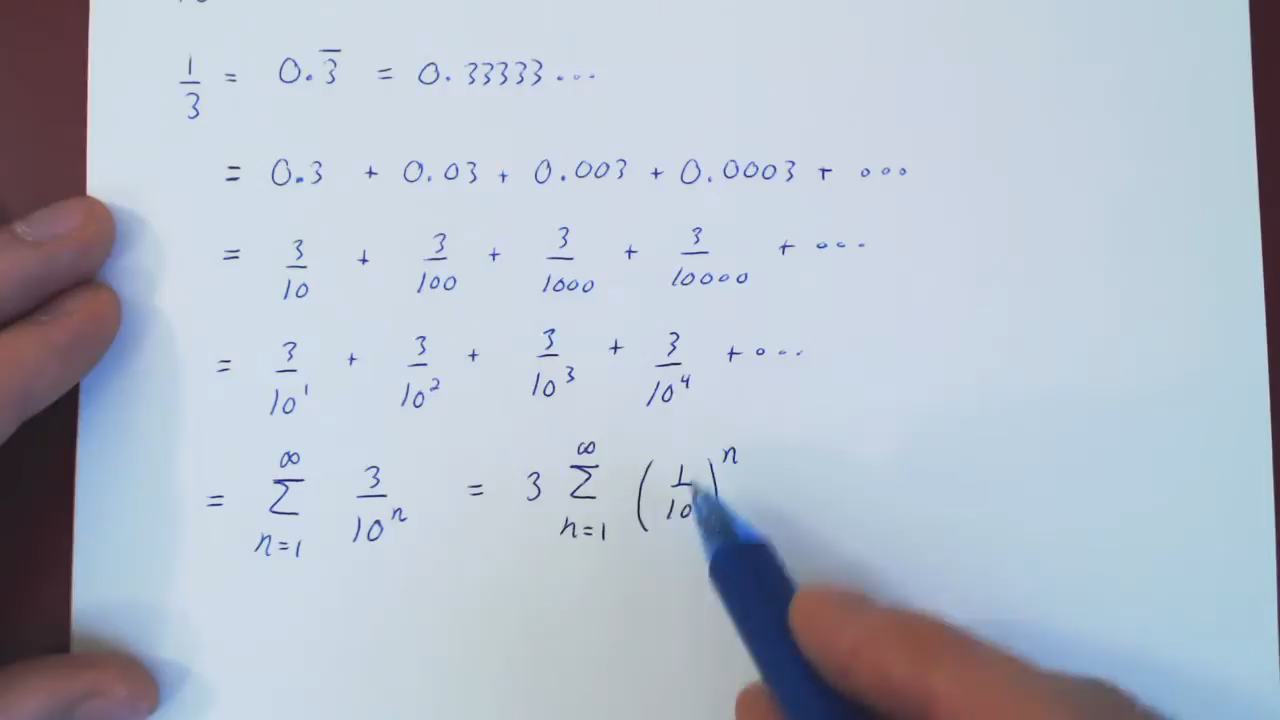 1/3 = 0.3̅ = 0.33333...
= 0.3 + 0.03 + 0.003 + 0.0003 + ...
= 3/10 + 3/100 + 3/1000 + 3/10000 + ...
= 3/10¹ + 3/10² + 3/10³ + 3/10⁴ + ...
= ∑_{n=1}^{∞} 3/10ⁿ = 3 ∑_{n=1}^{∞} (1/10)ⁿ